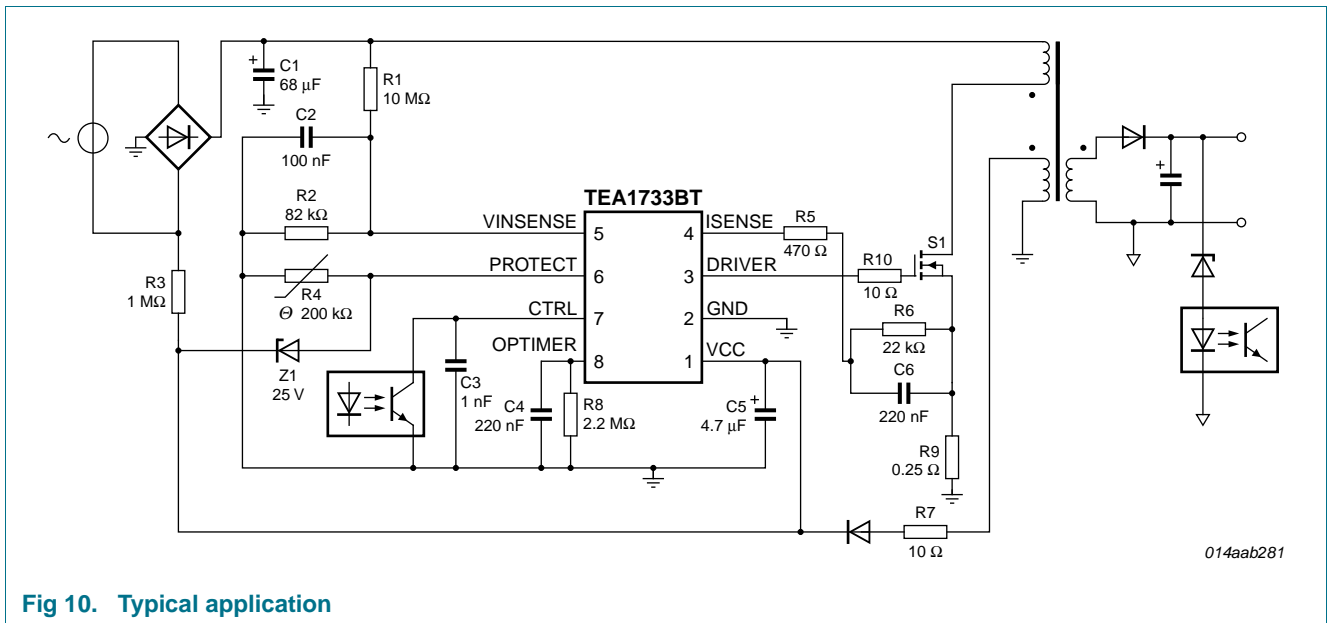 C1
68 μF
R1
10 MΩ
C2
100 nF
R2
82 kΩ
TEA1733BT
VINSENSE
5
4
ISENSE
R5
470 Ω
S1
PROTECT
6
3
DRIVER
R10
10 Ω
R3
1 MΩ
R4
Θ 200 kΩ
CTRL
7
2
GND
R6
22 kΩ
OPTIMER
8
1
VCC
C6
220 nF
Z1
25 V
C3
1 nF
C4
220 nF
R8
2.2 MΩ
C5
4.7 μF
R9
0.25 Ω
R7
10 Ω
014aab281
Fig 10. Typical application